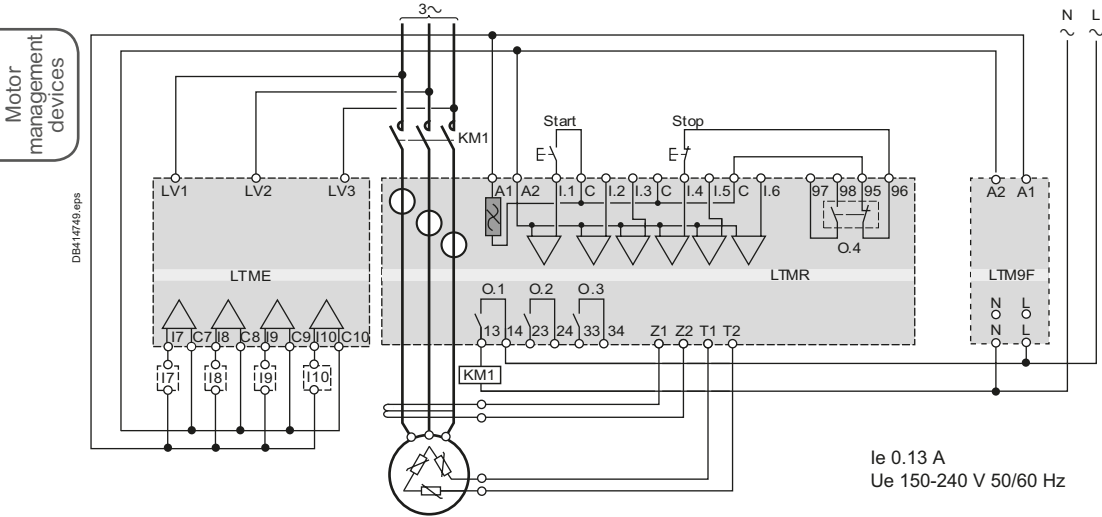 3∿
N L
∿ ∿
Motor
management
devices
DB414749.eps
Start Stop
KM1
LV1 LV2 LV3
A1 A2 I.1 C I.2 I.3 C I.4 I.5 C I.6 97 98 95 96
A2 A1
O.4
LTME LTMR LTM9F
O.1 O.2 O.3
N L
I7 C7 I8 C8 I9 C9 I10 C10
13 14 23 24 33 34 Z1 Z2 T1 T2
N L
I7 I8 I9 I10
KM1
Ie 0.13 A
Ue 150-240 V 50/60 Hz